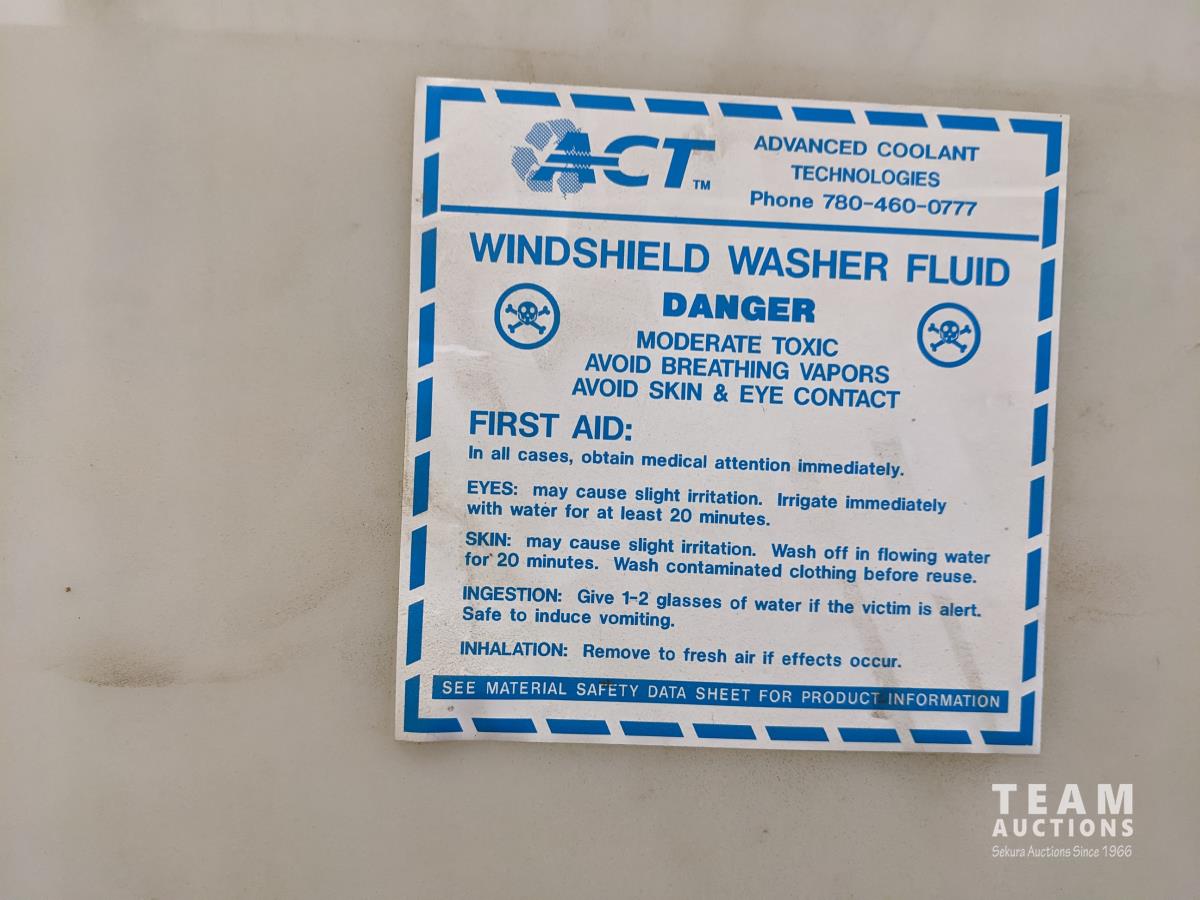 ACT™
ADVANCED COOLANT
TECHNOLOGIES
Phone 780-460-0777
WINDSHIELD WASHER FLUID
DANGER
MODERATE TOXIC
AVOID BREATHING VAPORS
AVOID SKIN & EYE CONTACT
FIRST AID:
In all cases, obtain medical attention immediately.
EYES: may cause slight irritation. Irrigate immediately
with water for at least 20 minutes.
SKIN: may cause slight irritation. Wash off in flowing water
for 20 minutes. Wash contaminated clothing before reuse.
INGESTION: Give 1-2 glasses of water if the victim is alert.
Safe to induce vomiting.
INHALATION: Remove to fresh air if effects occur.
SEE MATERIAL SAFETY DATA SHEET FOR PRODUCT INFORMATION
TEAM
AUCTIONS
Sekura Auctions Since 1966